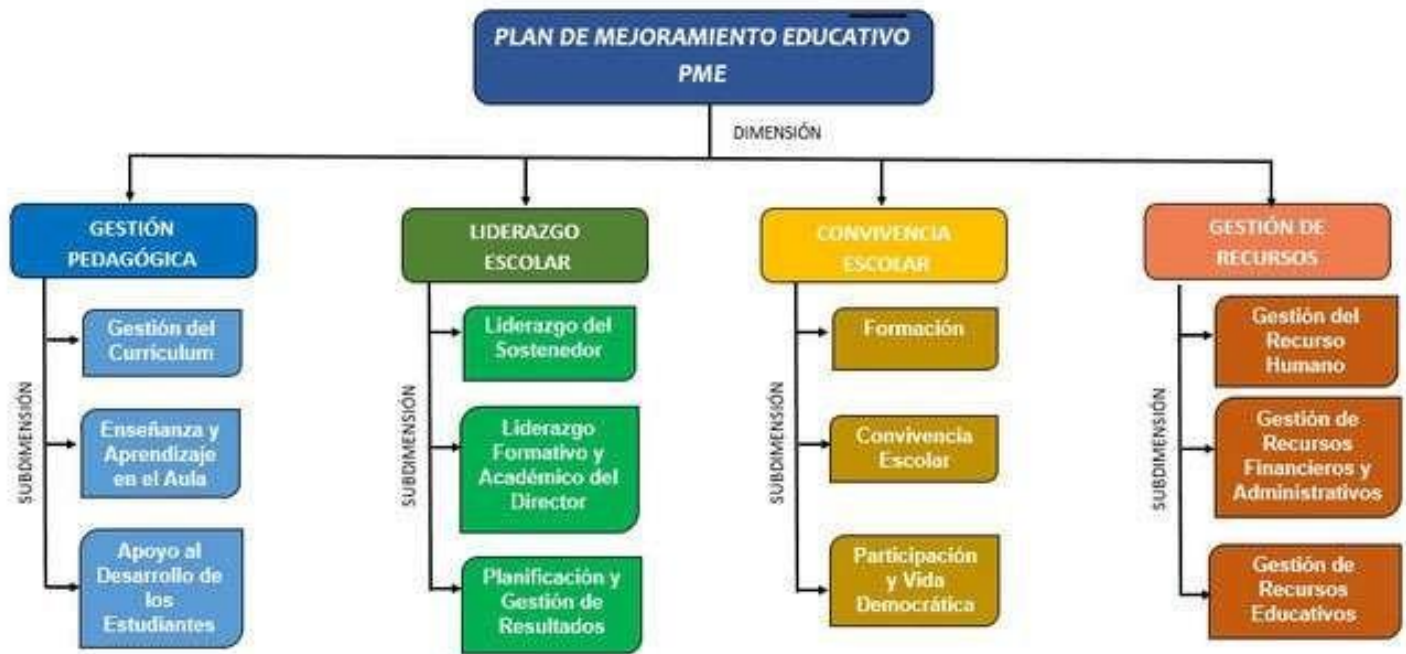 PLAN DE MEJORAMIENTO EDUCATIVO
PME
DIMENSIÓN
GESTIÓN
PEDAGÓGICA
LIDERAZGO
ESCOLAR
CONVIVENCIA
ESCOLAR
GESTIÓN DE
RECURSOS
SUBDIMENSIÓN
Gestión del
Curriculum
Enseñanza y
Aprendizaje
en el Aula
Apoyo al
Desarrollo de
los
Estudiantes
SUBDIMENSIÓN
Liderazgo del
Sostenedor
Liderazgo
Formativo y
Académico del
Director
Planificación y
Gestión de
Resultados
SUBDIMENSIÓN
Formación
Convivencia
Escolar
Participación
y Vida
Democrática
SUBDIMENSIÓN
Gestión del
Recurso
Humano
Gestión de
Recursos
Financieros y
Administrativos
Gestión de
Recursos
Educativos